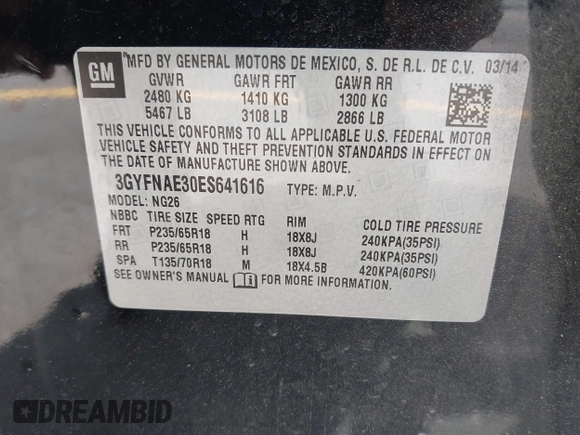 GM
MFD BY GENERAL MOTORS DE MEXICO, S. DE R.L. DE C.V. 03/14
GVWR GAWR FRT GAWR RR
2480 KG 1410 KG 1300 KG
5467 LB 3108 LB 2866 LB
THIS VEHICLE CONFORMS TO ALL APPLICABLE U.S. FEDERAL MOTOR
VEHICLE SAFETY AND THEFT PREVENTION STANDARDS IN EFFECT ON THE
DATE OF MANUFACTURE SHOWN ABOVE.
3GYFNAE30ES641616 TYPE: M.P.V.
MODEL: NG26
NBBC TIRE SIZE SPEED RTG RIM COLD TIRE PRESSURE
FRT P235/65R18 H 18X8J 240KPA(35PSI)
RR P235/65R18 H 18X8J 240KPA(35PSI)
SPA T135/70R18 M 18X4.5B 420KPA(60PSI)
SEE OWNER'S MANUAL FOR MORE INFORMATION.
DREAMBID